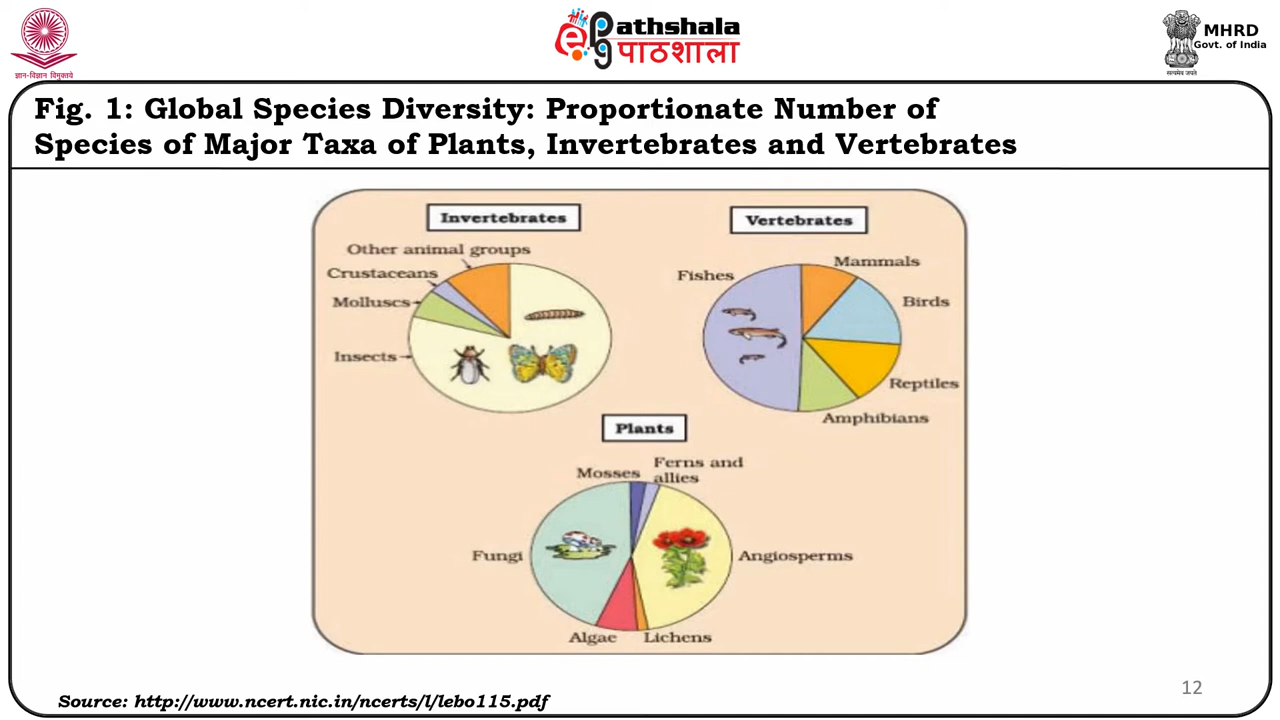 ज्ञान-विज्ञान विमुक्तये
ePathshala
पाठशाला
MHRD
Govt. of India
सत्यमेव जयते
Fig. 1: Global Species Diversity: Proportionate Number of
Species of Major Taxa of Plants, Invertebrates and Vertebrates
Invertebrates
Other animal groups
Crustaceans
Molluscs
Insects
Vertebrates
Mammals
Fishes
Birds
Reptiles
Amphibians
Plants
Mosses
Ferns and
allies
Fungi
Angiosperms
Algae
Lichens
Source: http://www.ncert.nic.in/ncerts/l/lebo115.pdf
12